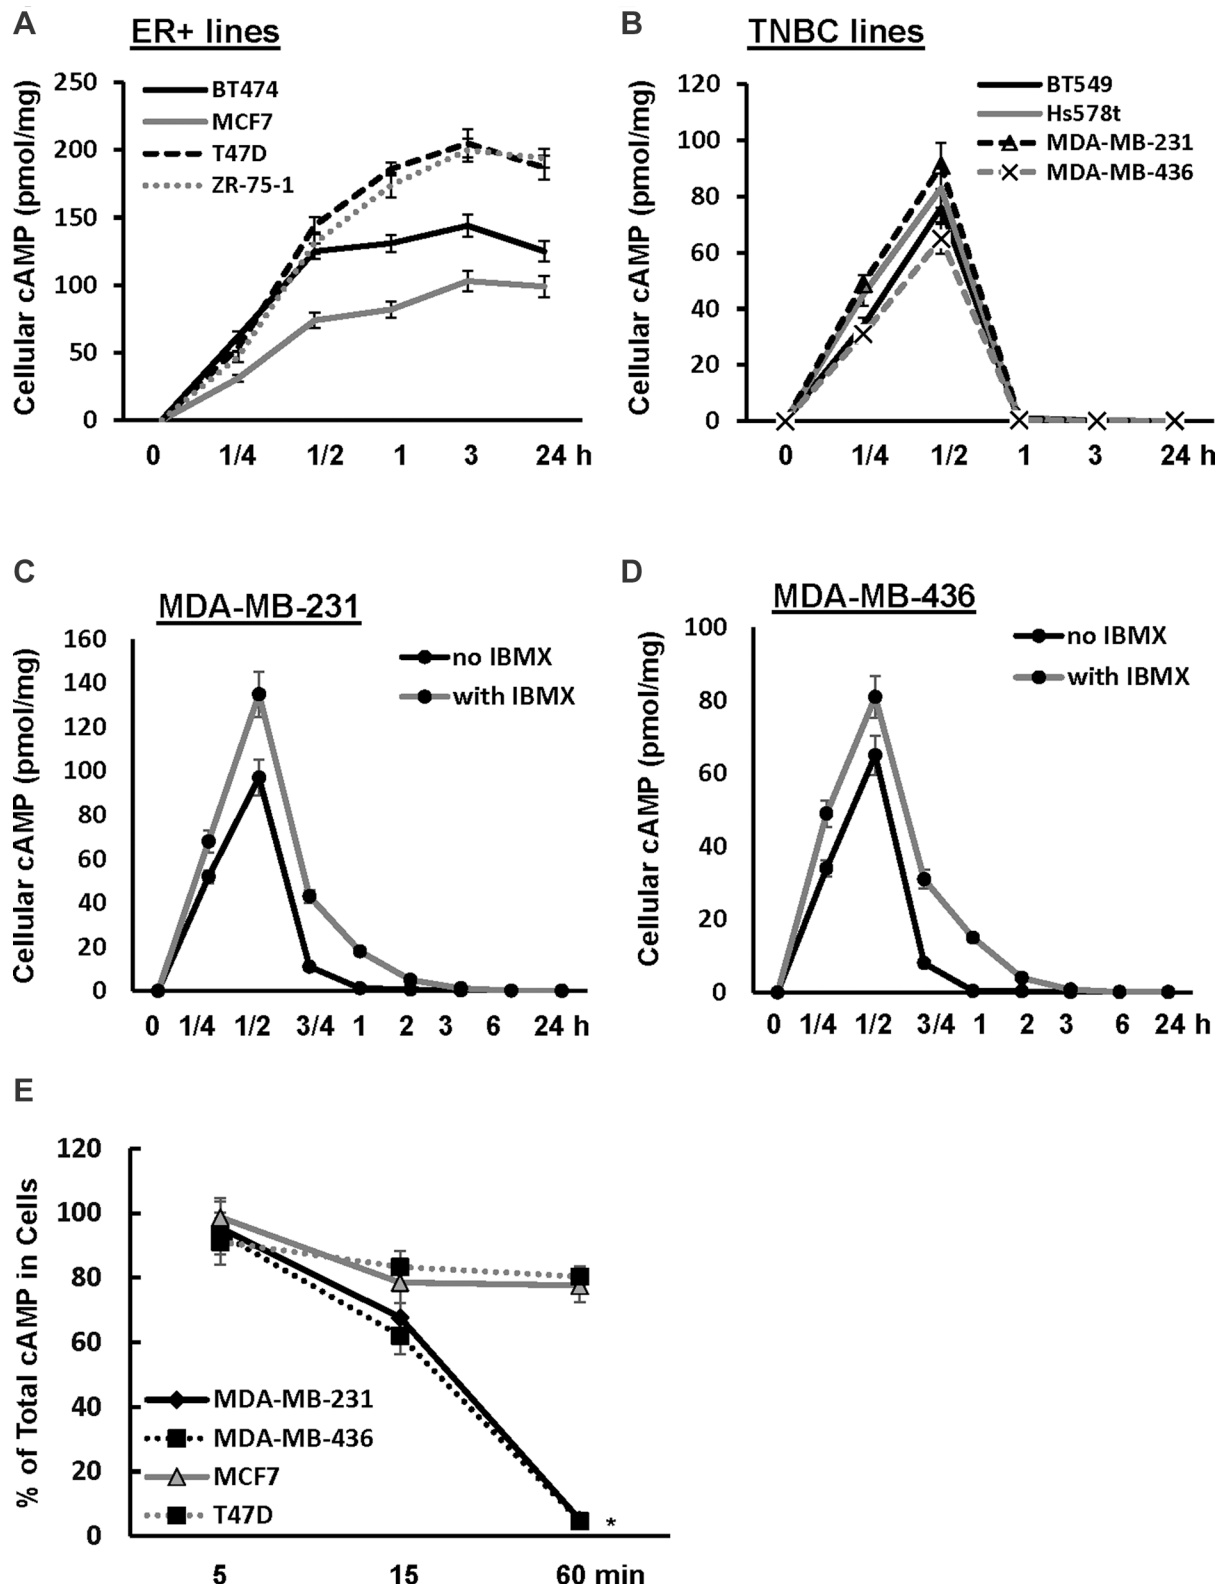 A
ER+ lines
Cellular cAMP (pmol/mg)
250
200
150
100
50
0
BT474
MCF7
T47D
ZR-75-1
0 1/4 1/2 1 3 24 h
B
TNBC lines
Cellular cAMP (pmol/mg)
120
100
80
60
40
20
0
BT549
Hs578t
MDA-MB-231
MDA-MB-436
0 1/4 1/2 1 3 24 h
C
MDA-MB-231
Cellular cAMP (pmol/mg)
160
140
120
100
80
60
40
20
0
no IBMX
with IBMX
0 1/4 1/2 3/4 1 2 3 6 24 h
D
MDA-MB-436
Cellular cAMP (pmol/mg)
100
80
60
40
20
0
no IBMX
with IBMX
0 1/4 1/2 3/4 1 2 3 6 24 h
E
% of Total cAMP in Cells
120
100
80
60
40
20
0
MDA-MB-231
MDA-MB-436
MCF7
T47D
*
5 15 60 min